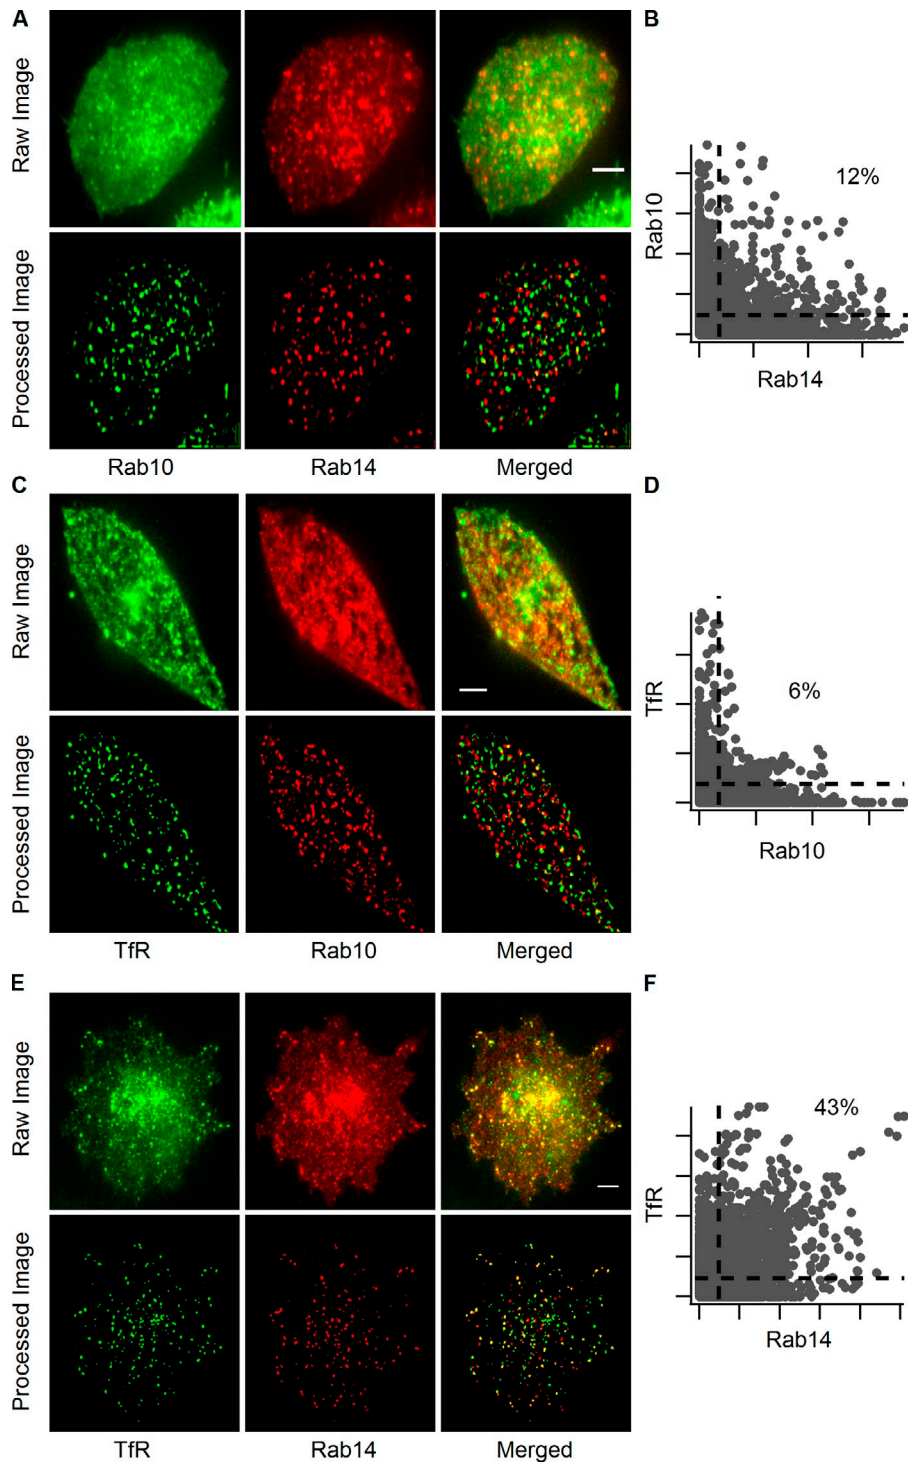 A
Raw Image
Processed Image
Rab10
Rab14
Merged
B
Rab10
12%
Rab14
C
Raw Image
Processed Image
TfR
Rab10
Merged
D
TfR
6%
Rab10
E
Raw Image
Processed Image
TfR
Rab14
Merged
F
TfR
43%
Rab14